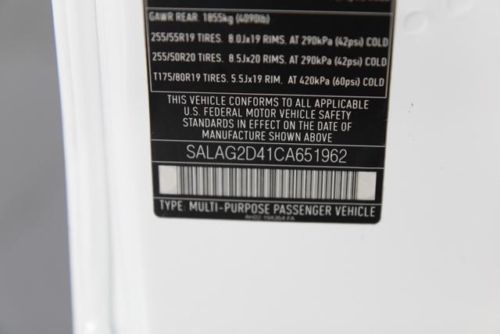 GAWR REAR. 1855kg (4090lb)
255/55R19 TIRES. 8.0Jx19 RIMS. AT 290kPa (42psi) COLD
255/50R20 TIRES. 8.5Jx20 RIMS. AT 290kPa (42psi) COLD
T175/80R19 TIRES. 5.5Jx19 RIM. AT 420kPa (60psi) COLD
THIS VEHICLE CONFORMS TO ALL APPLICABLE
U.S. FEDERAL MOTOR VEHICLE SAFETY
STANDARDS IN EFFECT ON THE DATE OF
MANUFACTURE SHOWN ABOVE
SALAG2D41CA651962
TYPE: MULTI-PURPOSE PASSENGER VEHICLE